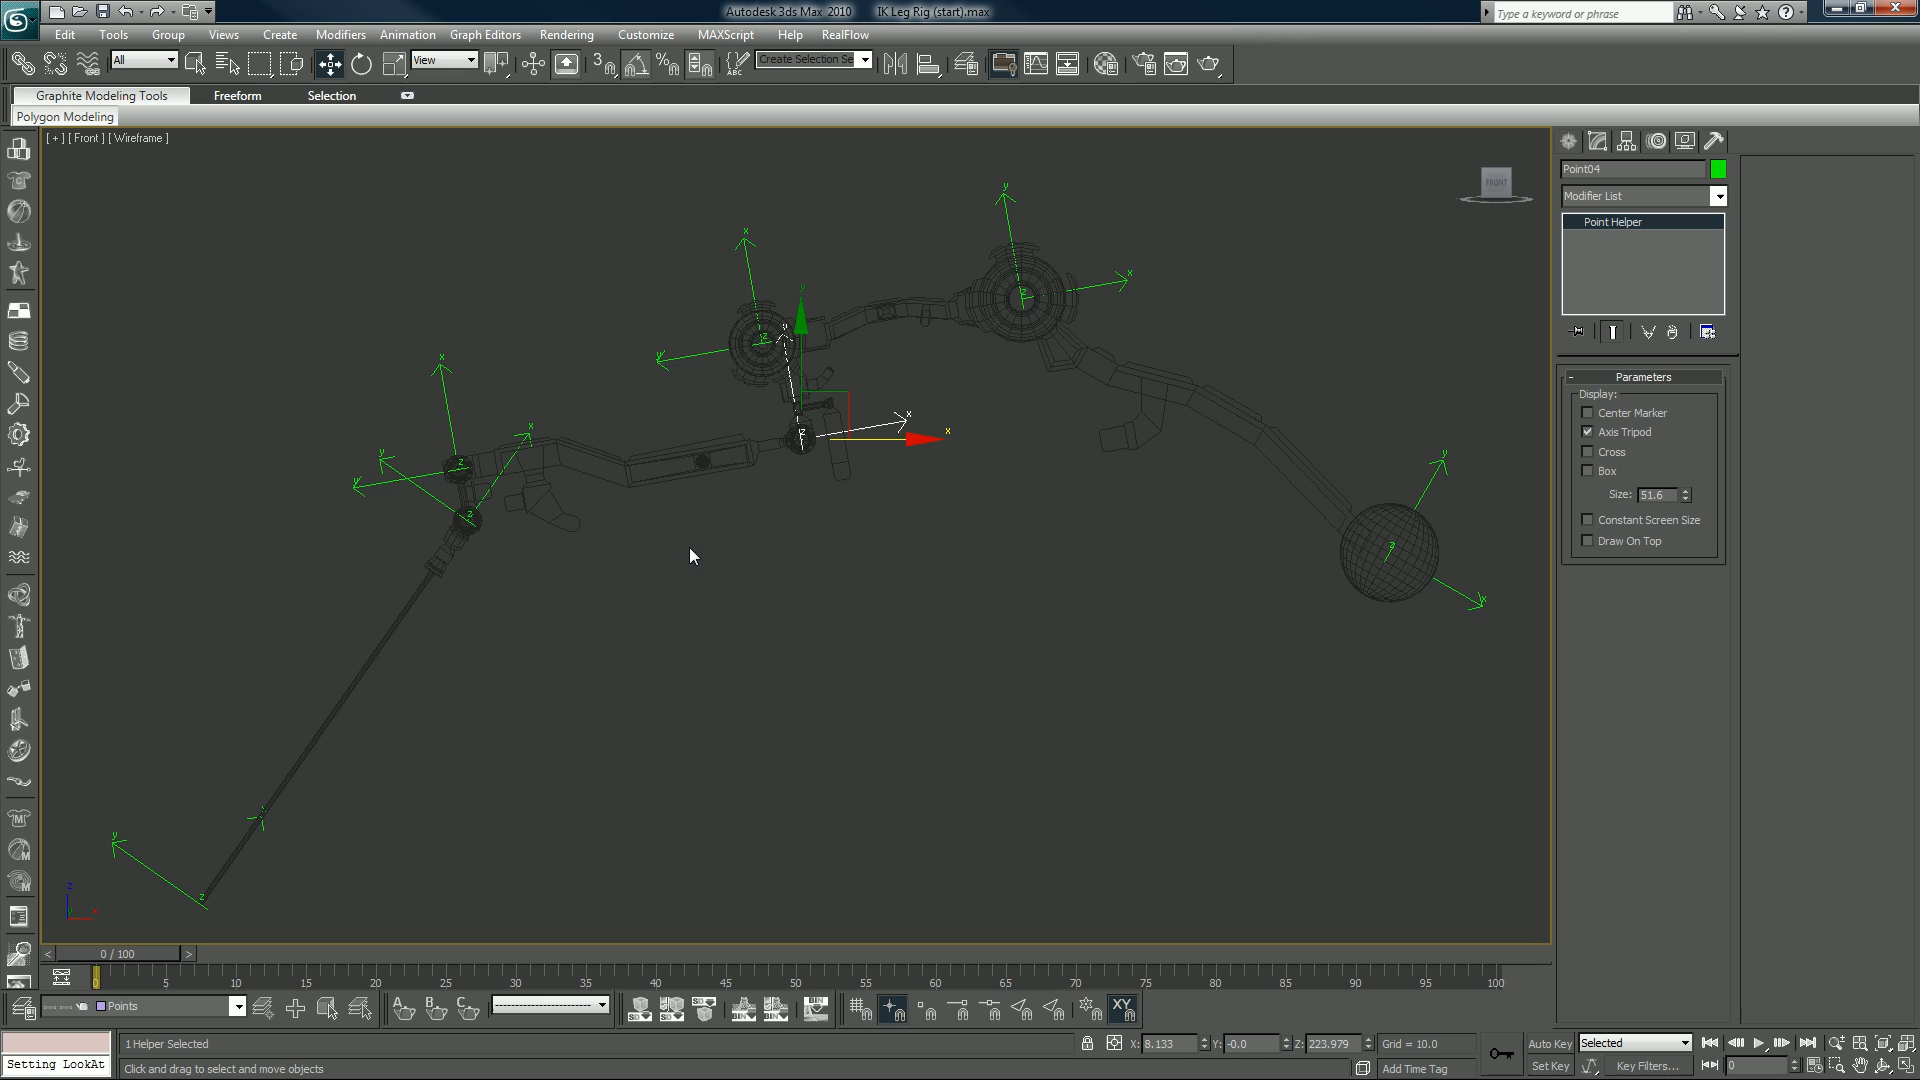 Autodesk 3ds Max 2010 IK Leg Rig (start).max
Type a keyword or phrase
Edit Tools Group Views Create Modifiers Animation Graph Editors Rendering Customize MAXScript Help RealFlow
All View Create Selection Se
Graphite Modeling Tools Freeform Selection
Polygon Modeling
[ + ] [ Front ] [ Wireframe ]
FRONT
Point04
Modifier List
Point Helper
Parameters
Display:
Center Marker
Axis Tripod
Cross
Box
Size: 51.6
Constant Screen Size
Draw On Top
< 0 / 100 >
0 5 10 15 20 25 30 35 40 45 50 55 60 65 70 75 80 85 90 95 100
Points
A B C
XY
1 Helper Selected X: 8.133 Y: -0.0 Z: 223.979 Grid = 10.0 Auto Key Selected
Setting LookAt Click and drag to select and move objects Add Time Tag Set Key Key Filters... 0